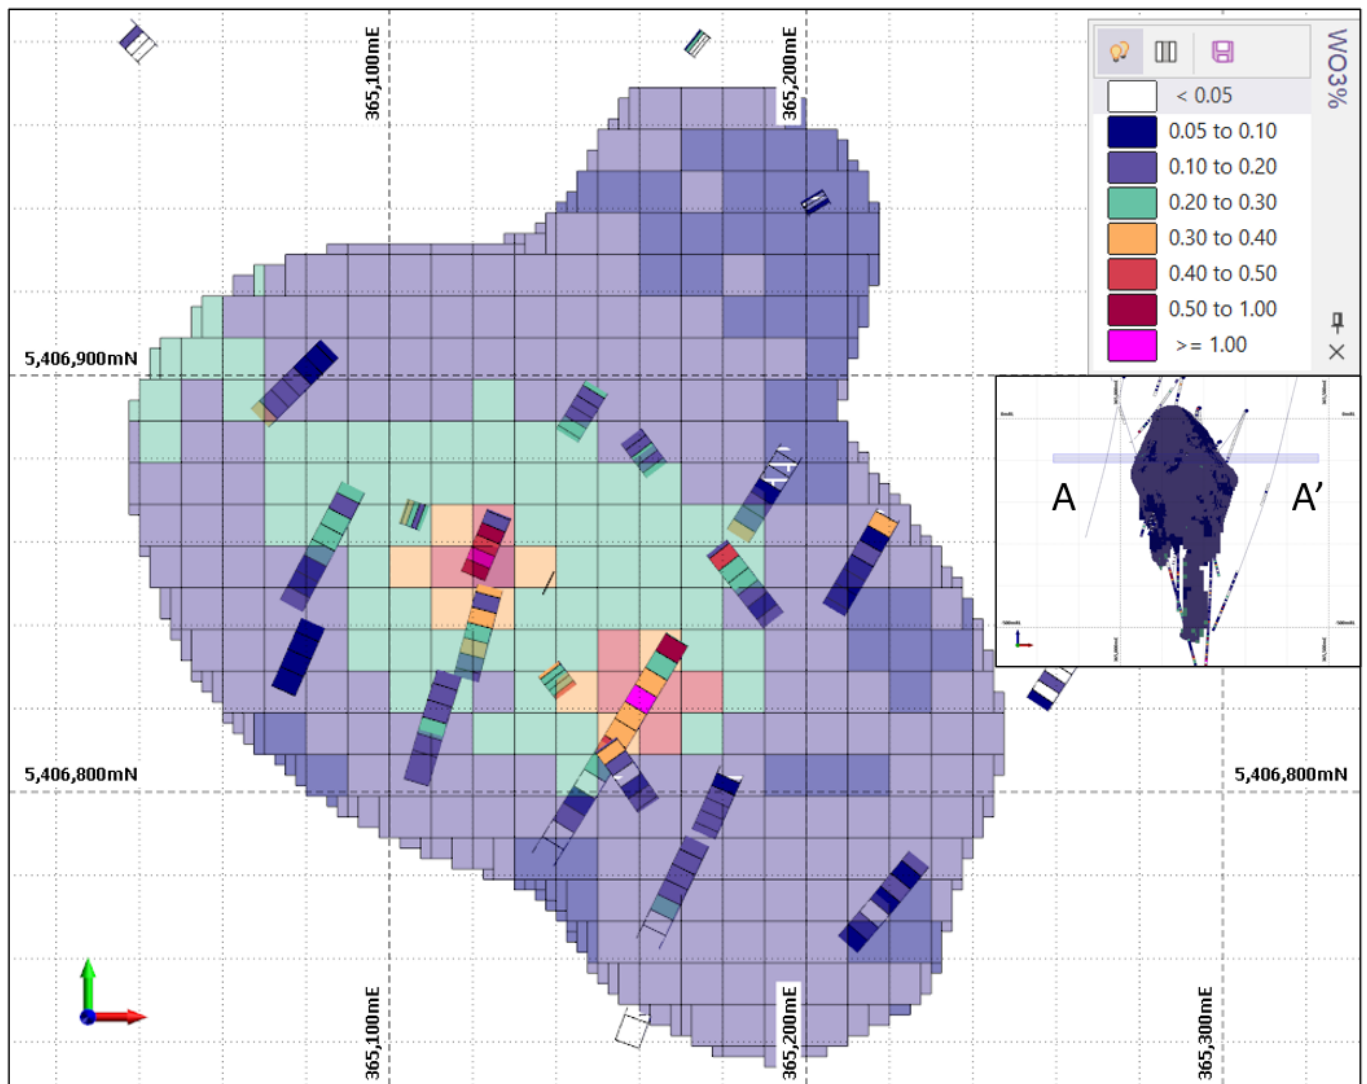 365,100mE
365,200mE
WO3%
< 0.05
0.05 to 0.10
0.10 to 0.20
0.20 to 0.30
0.30 to 0.40
0.40 to 0.50
0.50 to 1.00
>= 1.00
5,406,900mN
A
A’
5,406,800mN
5,406,800mN
365,100mE
365,200mE
365,300mE